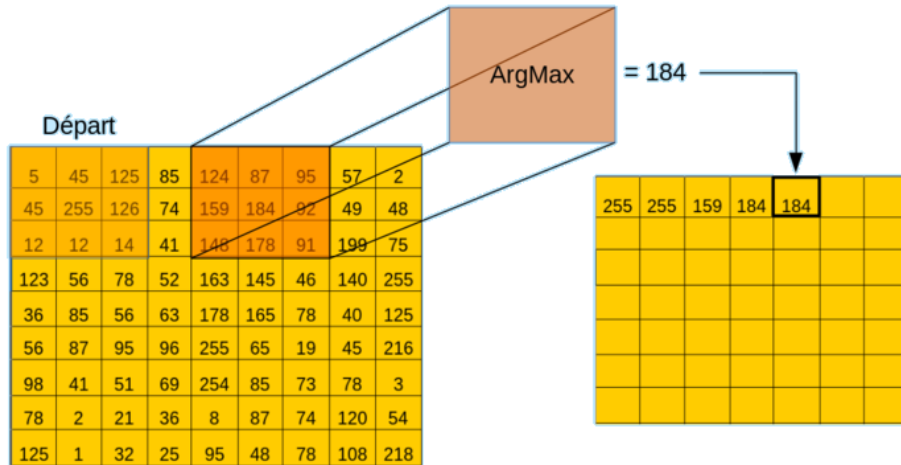 ArgMax
= 184
Départ
5 45 125 85 124 87 95 57 2
45 255 126 74 159 184 92 49 48
12 12 14 41 148 178 91 199 75
123 56 78 52 163 145 46 140 255
36 85 56 63 178 165 78 40 125
56 87 95 96 255 65 19 45 216
98 41 51 69 254 85 73 78 3
78 2 21 36 8 87 74 120 54
125 1 32 25 95 48 78 108 218
255 255 159 184 184